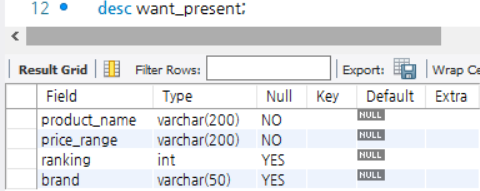 12 desc want_present;
Result Grid Filter Rows: Export: Wrap Ce
Field Type Null Key Default Extra
product_name varchar(200) NO NULL
price_range varchar(200) NO NULL
ranking int YES NULL
brand varchar(50) YES NULL